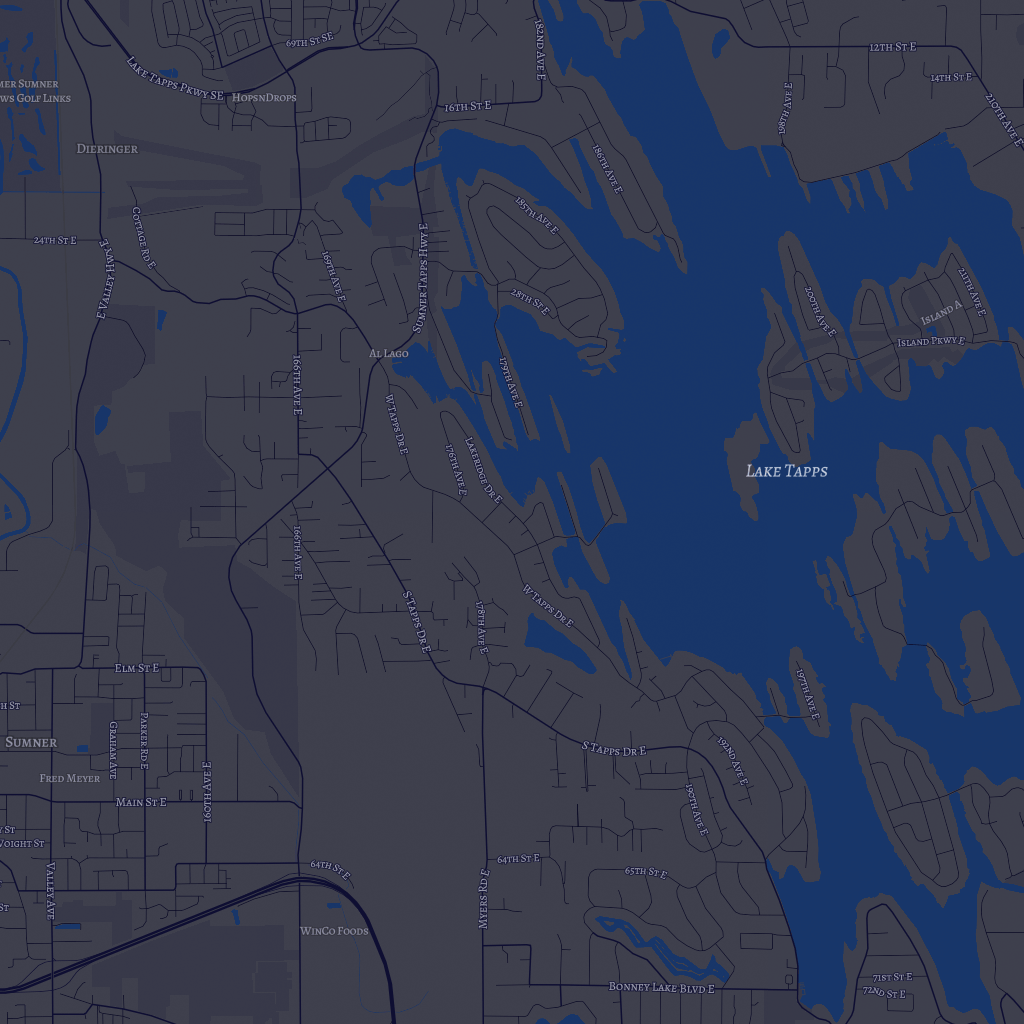 69th St SE
182nd Ave E
12th St E
Lake Tapps Pkwy SE
14th St E
mer Sumner
ws Golf Links
HopsnDrops
16th St E
198th Ave E
210th Ave E
Dieringer
186th Ave E
185th Ave E
Cottage Rd E
24th St E
E Valley Hwy E
169th Ave E
Sumner Tapps Hwy E
28th St E
200th Ave E
211th Ave E
Island A
Island Pkwy E
Al Lago
166th Ave E
179th Ave E
W Tapps Dr E
176th Ave E
Lakeridge Dr E
Lake Tapps
166th Ave E
S Tapps Dr E
178th Ave E
W Tapps Dr E
Elm St E
197th Ave E
h St
Sumner
Graham Ave
Parker Rd E
S Tapps Dr E
192nd Ave E
Fred Meyer
160th Ave E
190th Ave E
Main St E
y St
Voight St
64th St E
64th St E
65th St E
Valley Ave
Myers Rd E
St
WinCo Foods
71st St E
72nd St E
Bonney Lake Blvd E